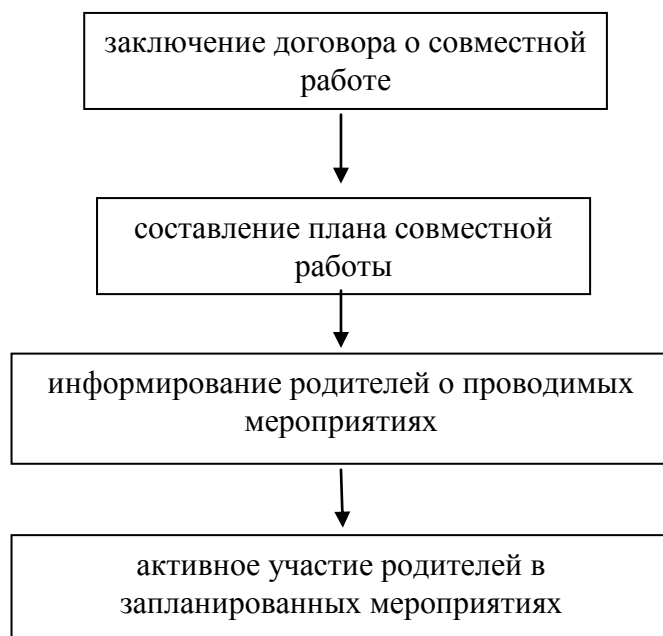 заключение договора о совместной
работе
составление плана совместной
работы
информирование родителей о проводимых
мероприятиях
активное участие родителей в
запланированных мероприятиях